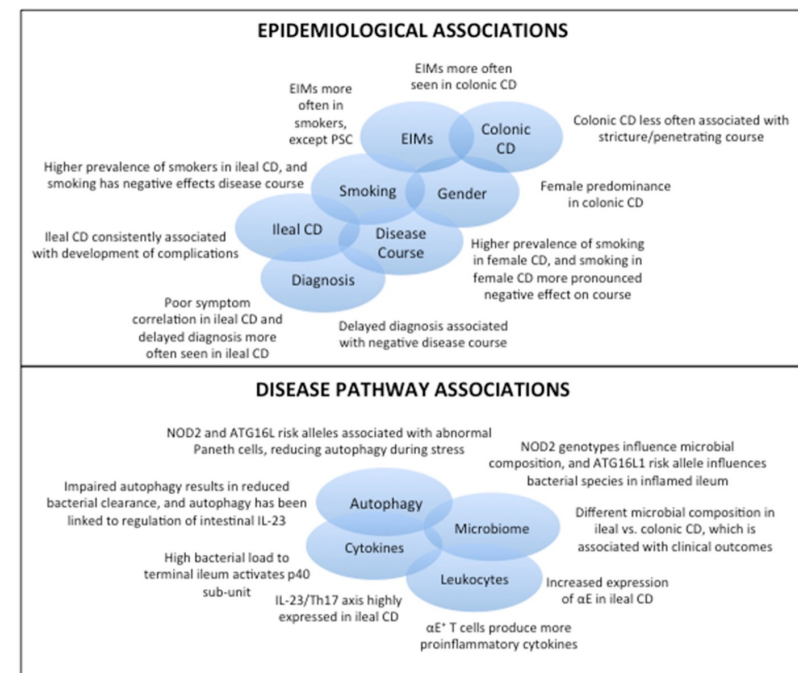 EPIDEMIOLOGICAL ASSOCIATIONS
EIMs more often
seen in colonic CD
EIMs more
often in
smokers,
except PSC
EIMs
Colonic
CD
Colonic CD less often associated with
stricture/penetrating course
Higher prevalence of smokers in ileal CD, and
smoking has negative effects disease course
Smoking
Gender
Female predominance
in colonic CD
Ileal CD consistently associated
with development of complications
Ileal CD
Disease
Course
Higher prevalence of smoking
in female CD, and smoking in
female CD more pronounced
negative effect on course
Diagnosis
Poor symptom
correlation in ileal CD and
delayed diagnosis more
often seen in ileal CD
Delayed diagnosis associated
with negative disease course
DISEASE PATHWAY ASSOCIATIONS
NOD2 and ATG16L risk alleles associated with abnormal
Paneth cells, reducing autophagy during stress
NOD2 genotypes influence microbial
composition, and ATG16L1 risk allele influences
bacterial species in inflamed ileum
Impaired autophagy results in reduced
bacterial clearance, and autophagy has been
linked to regulation of intestinal IL-23
Autophagy
Microbiome
Different microbial composition in
ileal vs. colonic CD, which is
associated with clinical outcomes
Cytokines
High bacterial load to
terminal ileum activates p40
sub-unit
Leukocytes
Increased expression
of αE in ileal CD
IL-23/Th17 axis highly
expressed in ileal CD
αE⁺ T cells produce more
proinflammatory cytokines